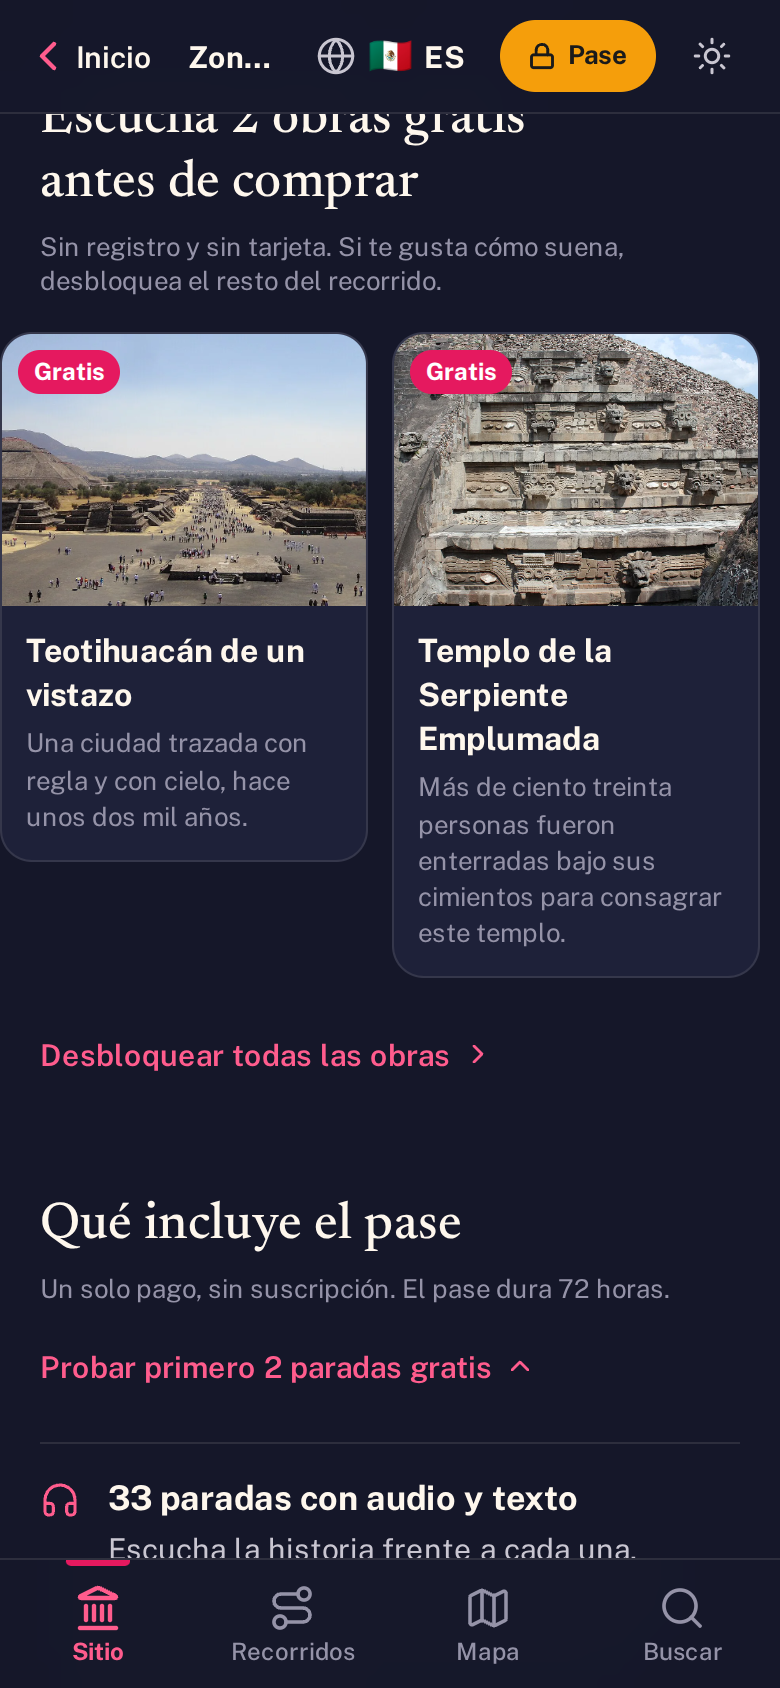 Inicio Zon... 🇲🇽 ES Pase
Escucha 2 obras gratis
antes de comprar
Sin registro y sin tarjeta. Si te gusta cómo suena,
desbloquea el resto del recorrido.
Gratis
Teotihuacán de un
vistazo
Una ciudad trazada con
regla y con cielo, hace
unos dos mil años.
Gratis
Templo de la
Serpiente
Emplumada
Más de ciento treinta
personas fueron
enterradas bajo sus
cimientos para consagrar
este templo.
Desbloquear todas las obras
Qué incluye el pase
Un solo pago, sin suscripción. El pase dura 72 horas.
Probar primero 2 paradas gratis
33 paradas con audio y texto
Escucha la historia frente a cada una.
Sitio Recorridos Mapa Buscar